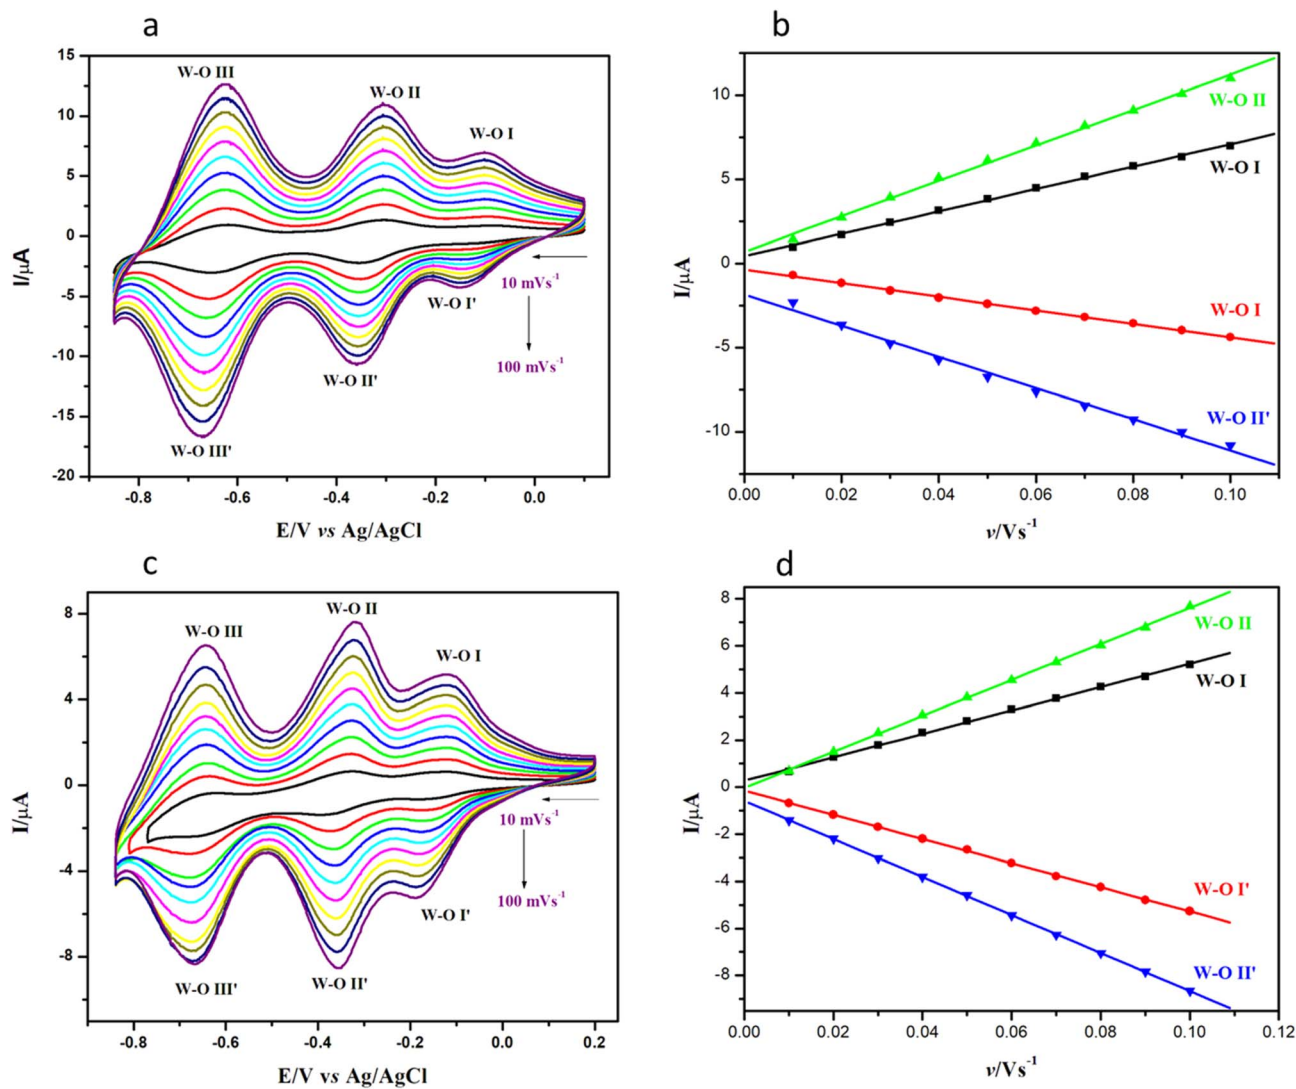 a
15
10
5
0
-5
-10
-15
-20
I/μA
W-O III
W-O II
W-O I
W-O I'
10 mVs-1
100 mVs-1
W-O II'
W-O III'
-0.8 -0.6 -0.4 -0.2 0.0
E/V vs Ag/AgCl
b
10
5
0
-5
-10
I/μA
W-O II
W-O I
W-O I
W-O II'
0.00 0.02 0.04 0.06 0.08 0.10
v/Vs-1
c
8
4
0
-4
-8
I/μA
W-O II
W-O III
W-O I
10 mVs-1
100 mVs-1
W-O I'
W-O II'
W-O III'
-0.8 -0.6 -0.4 -0.2 0.0 0.2
E/V vs Ag/AgCl
d
8
6
4
2
0
-2
-4
-6
-8
I/μA
W-O II
W-O I
W-O I'
W-O II'
0.00 0.02 0.04 0.06 0.08 0.10 0.12
v/Vs-1